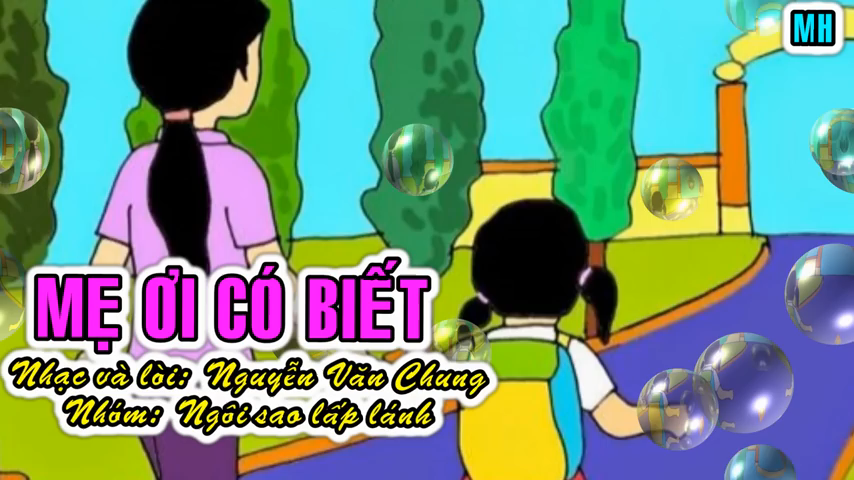 MH
MẸ ƠI CÓ BIẾT
Nhạc và lời: Nguyễn Văn Chung
Nhóm: Ngôi sao lấp lánh